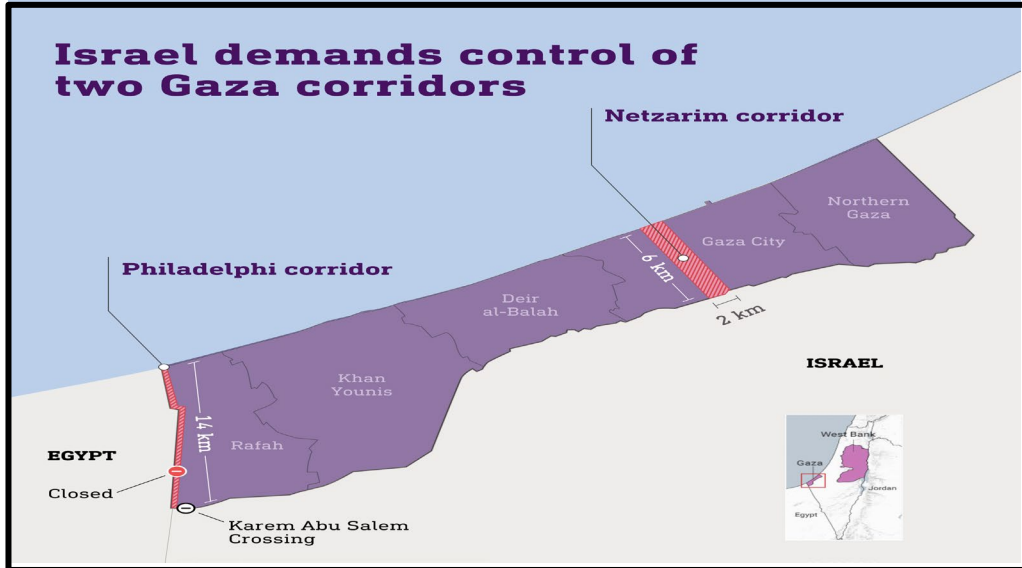 Israel demands control of
two Gaza corridors
Netzarim corridor
Northern
Gaza
Gaza City
6 km
2 km
Philadelphi corridor
Deir
al-Balah
Khan
Younis
14 km
Rafah
ISRAEL
EGYPT
Closed
Karem Abu Salem
Crossing
West Bank
Gaza
Jordan
Egypt